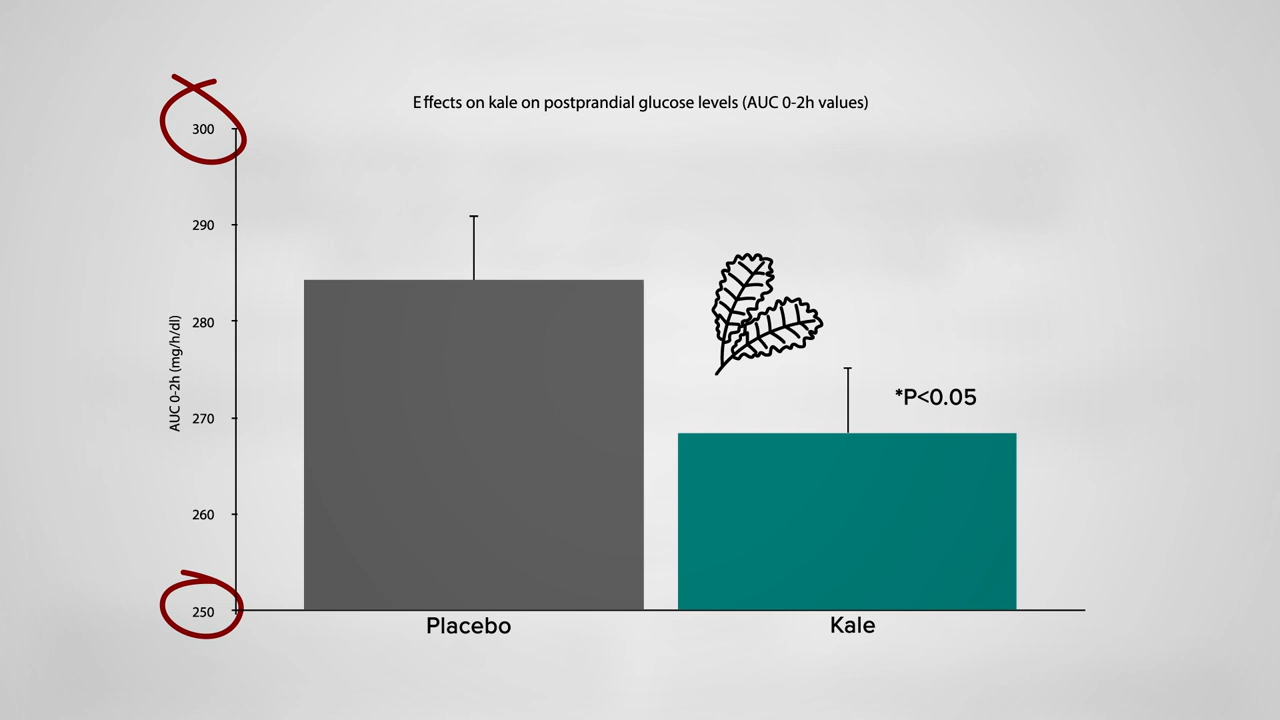 Effects on kale on postprandial glucose levels (AUC 0-2h values)
300
290
280
270
260
250
AUC 0-2h (mg/h/dl)
*P<0.05
Placebo
Kale